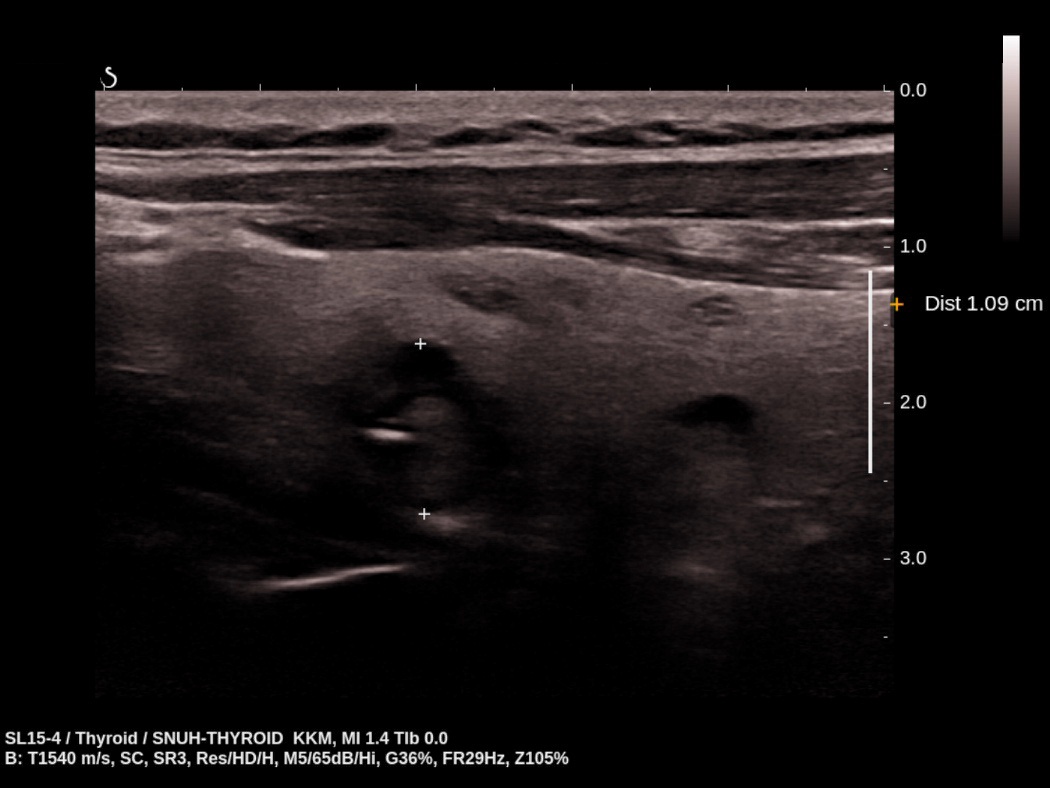 0.0
1.0
Dist 1.09 cm
2.0
3.0
SL15-4 / Thyroid / SNUH-THYROID KKM, MI 1.4 TIb 0.0
B: T1540 m/s, SC, SR3, Res/HD/H, M5/65dB/Hi, G36%, FR29Hz, Z105%